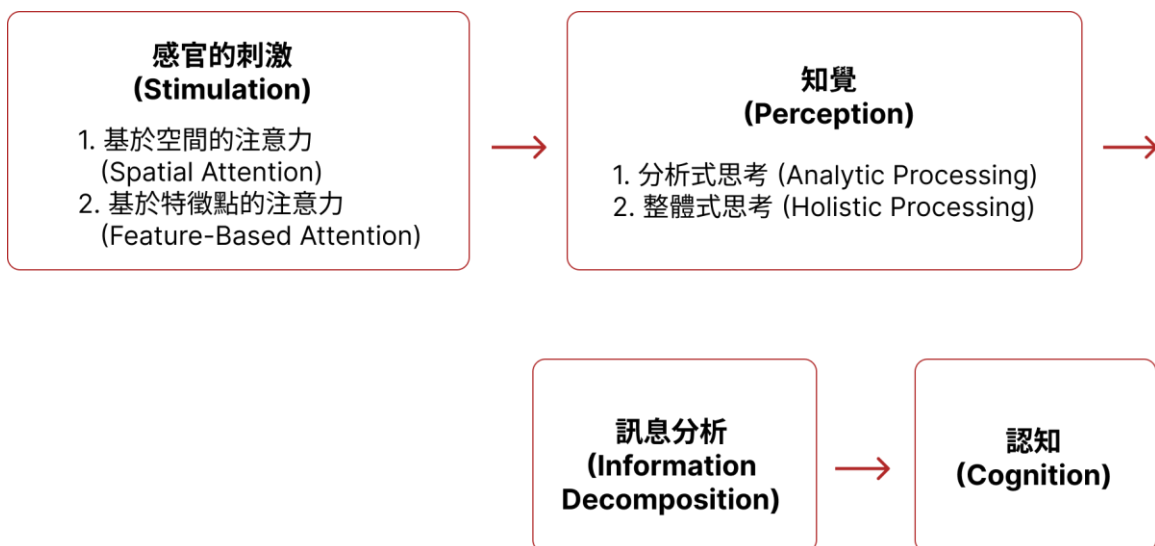 感官的刺激
(Stimulation)
1. 基於空間的注意力
(Spatial Attention)
2. 基於特徵點的注意力
(Feature-Based Attention)
知覺
(Perception)
1. 分析式思考 (Analytic Processing)
2. 整體式思考 (Holistic Processing)
訊息分析
(Information
Decomposition)
認知
(Cognition)